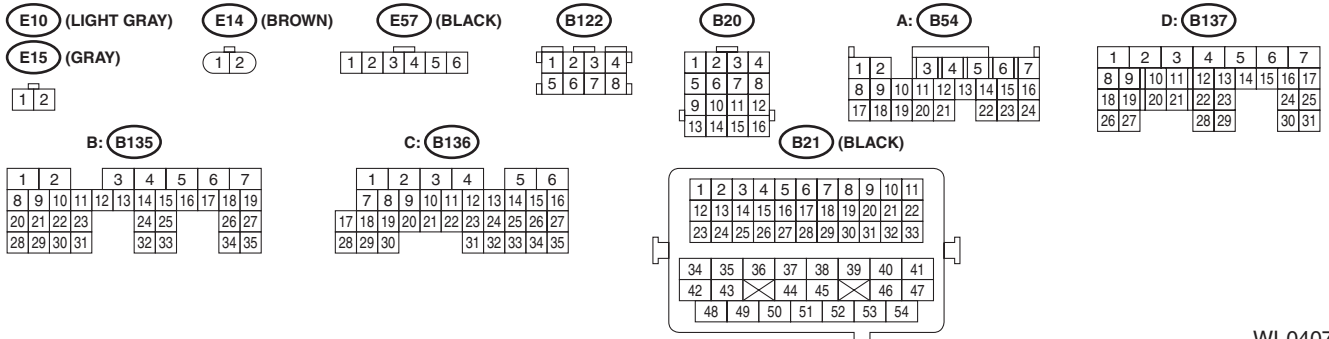 E10 (LIGHT GRAY)
E14 (BROWN)
E57 (BLACK)
B122
B20
A: B54
D: B137
E15 (GRAY)
1 2
1 2
1 2 3 4 5 6
1 2 3 4
5 6 7 8
1 2 3 4
5 6 7 8
9 10 11 12
13 14 15 16
1 2 3 4 5 6 7
8 9 10 11 12 13 14 15 16
17 18 19 20 21 22 23 24
1 2 3 4 5 6 7
8 9 10 11 12 13 14 15 16 17
18 19 20 21 22 23 24 25
26 27 28 29 30 31
B: B135
C: B136
B21 (BLACK)
1 2 3 4 5 6 7
8 9 10 11 12 13 14 15 16 17 18 19
20 21 22 23 24 25 26 27
28 29 30 31 32 33 34 35
1 2 3 4 5 6
7 8 9 10 11 12 13 14 15 16
17 18 19 20 21 22 23 24 25 26 27
28 29 30 31 32 33 34 35
1 2 3 4 5 6 7 8 9 10 11
12 13 14 15 16 17 18 19 20 21 22
23 24 25 26 27 28 29 30 31 32 33
34 35 36 37 38 39 40 41
42 43 44 45 46 47
48 49 50 51 52 53 54